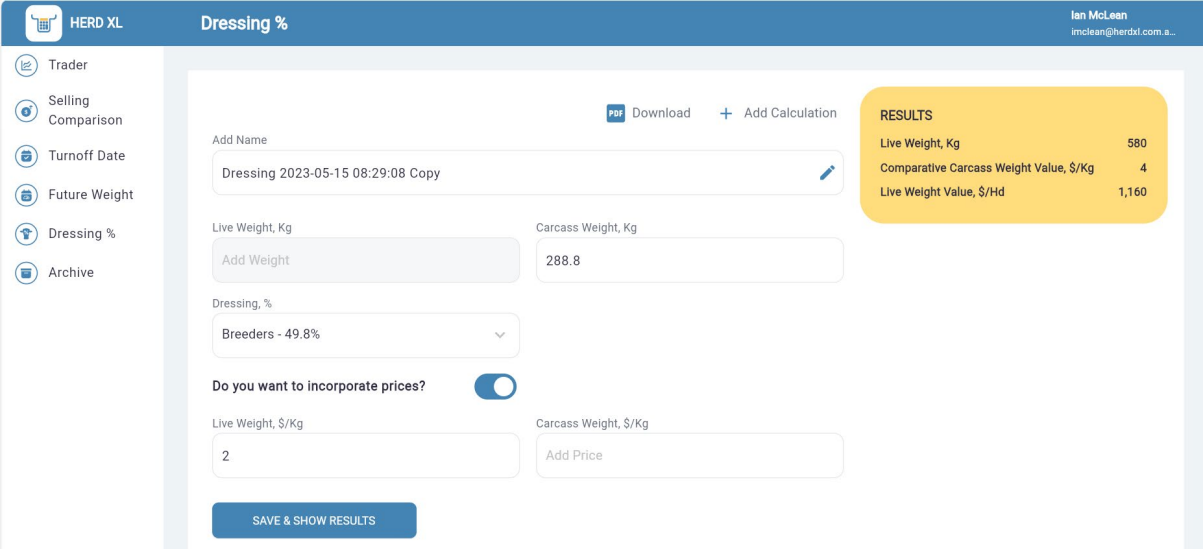 HERD XL
Dressing %
Ian McLean
imclean@herdxl.com.a...
Trader
Selling
Comparison
Turnoff Date
Future Weight
Dressing %
Archive
PDF Download
+ Add Calculation
Add Name
Dressing 2023-05-15 08:29:08 Copy
Live Weight, Kg
Carcass Weight, Kg
Add Weight
288.8
Dressing, %
Breeders - 49.8%
Do you want to incorporate prices?
Live Weight, $/Kg
Carcass Weight, $/Kg
2
Add Price
SAVE & SHOW RESULTS
RESULTS
Live Weight, Kg 580
Comparative Carcass Weight Value, $/Kg 4
Live Weight Value, $/Hd 1,160